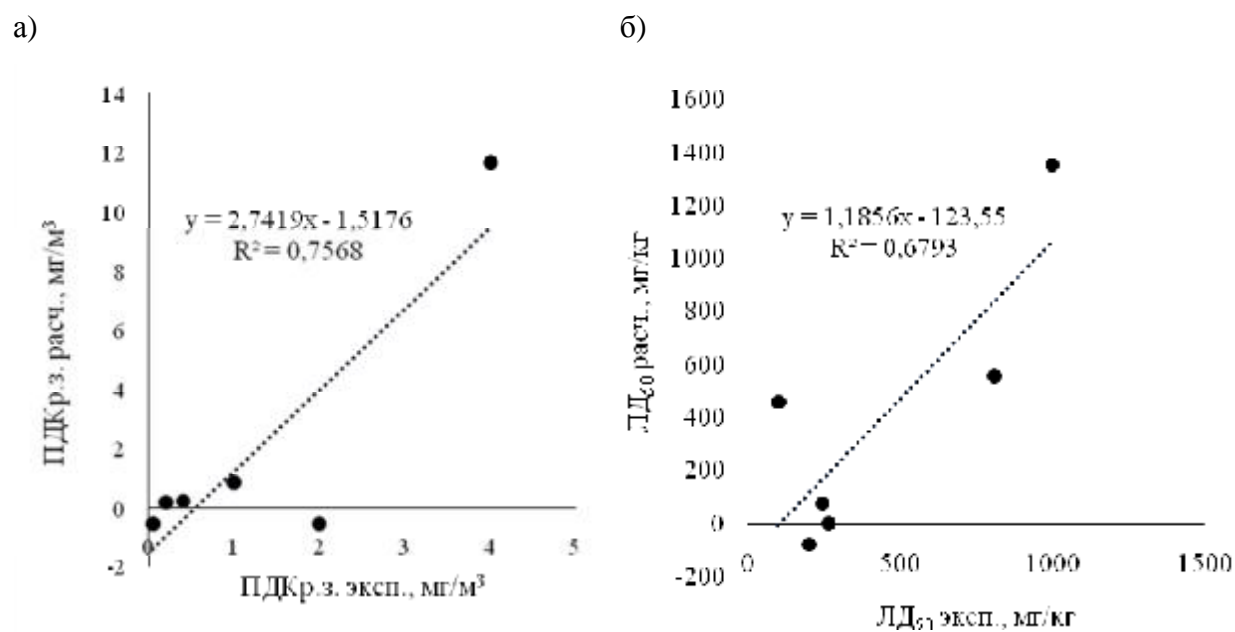 а)
б)
14
12
10
8
6
4
2
0
-2
0 1 2 3 4 5
y = 2,7419x - 1,5176
R² = 0,7568
ПДКр.з. расч., мг/м³
ПДКр.з. эксп., мг/м³
1600
1400
1200
1000
800
600
400
200
0
-200
0 500 1000 1500
y = 1,1856x - 123,55
R² = 0,6793
ЛД₅₀ расч., мг/кг
ЛД₅₀ эксп., мг/кг